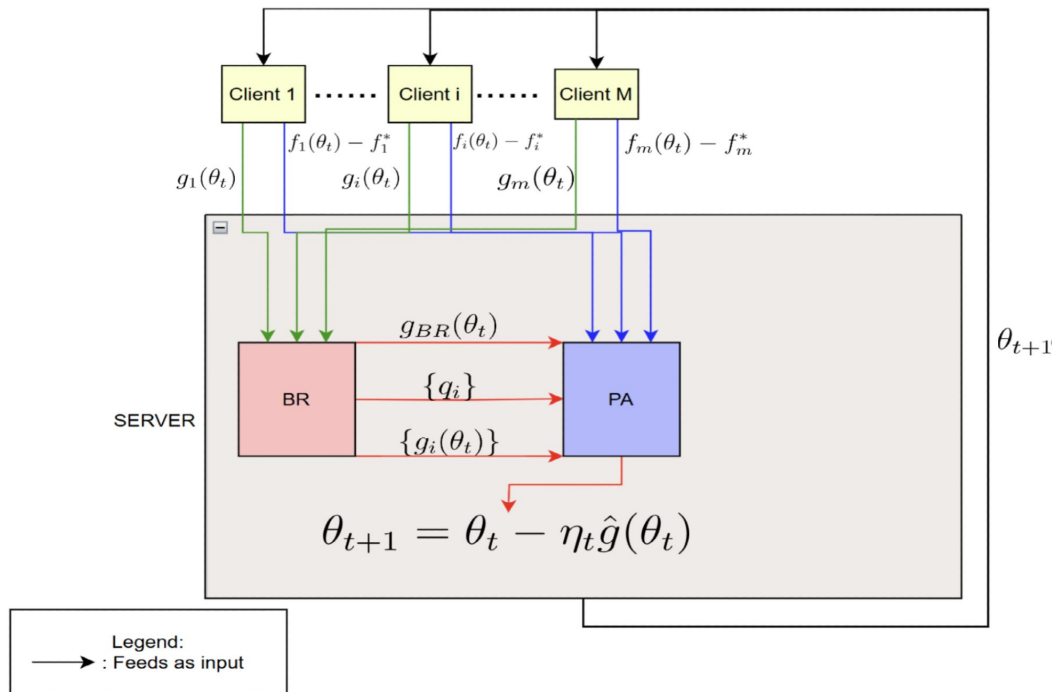 Client 1 ...... Client i ...... Client M
f_1(θ_t) − f_1^*
f_i(θ_t) − f_i^*
f_m(θ_t) − f_m^*
g_1(θ_t)
g_i(θ_t)
g_m(θ_t)
g_{BR}(θ_t)
θ_{t+1}
{q_i}
BR
PA
SERVER
{g_i(θ_t)}
θ_{t+1} = θ_t − η_t ĝ(θ_t)
Legend:
: Feeds as input